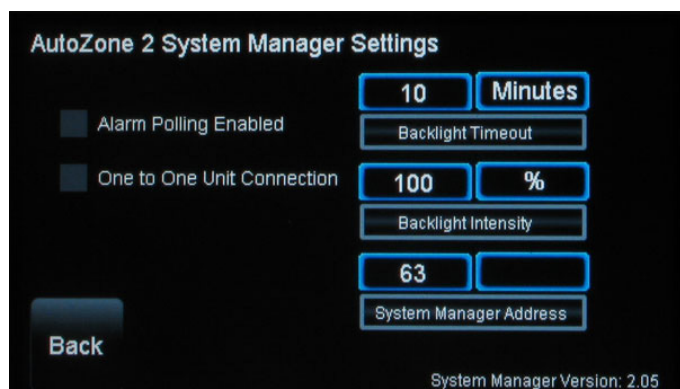 AutoZone 2 System Manager Settings
Alarm Polling Enabled
One to One Unit Connection
10 Minutes
Backlight Timeout
100 %
Backlight Intensity
63
System Manager Address
Back
System Manager Version: 2.05